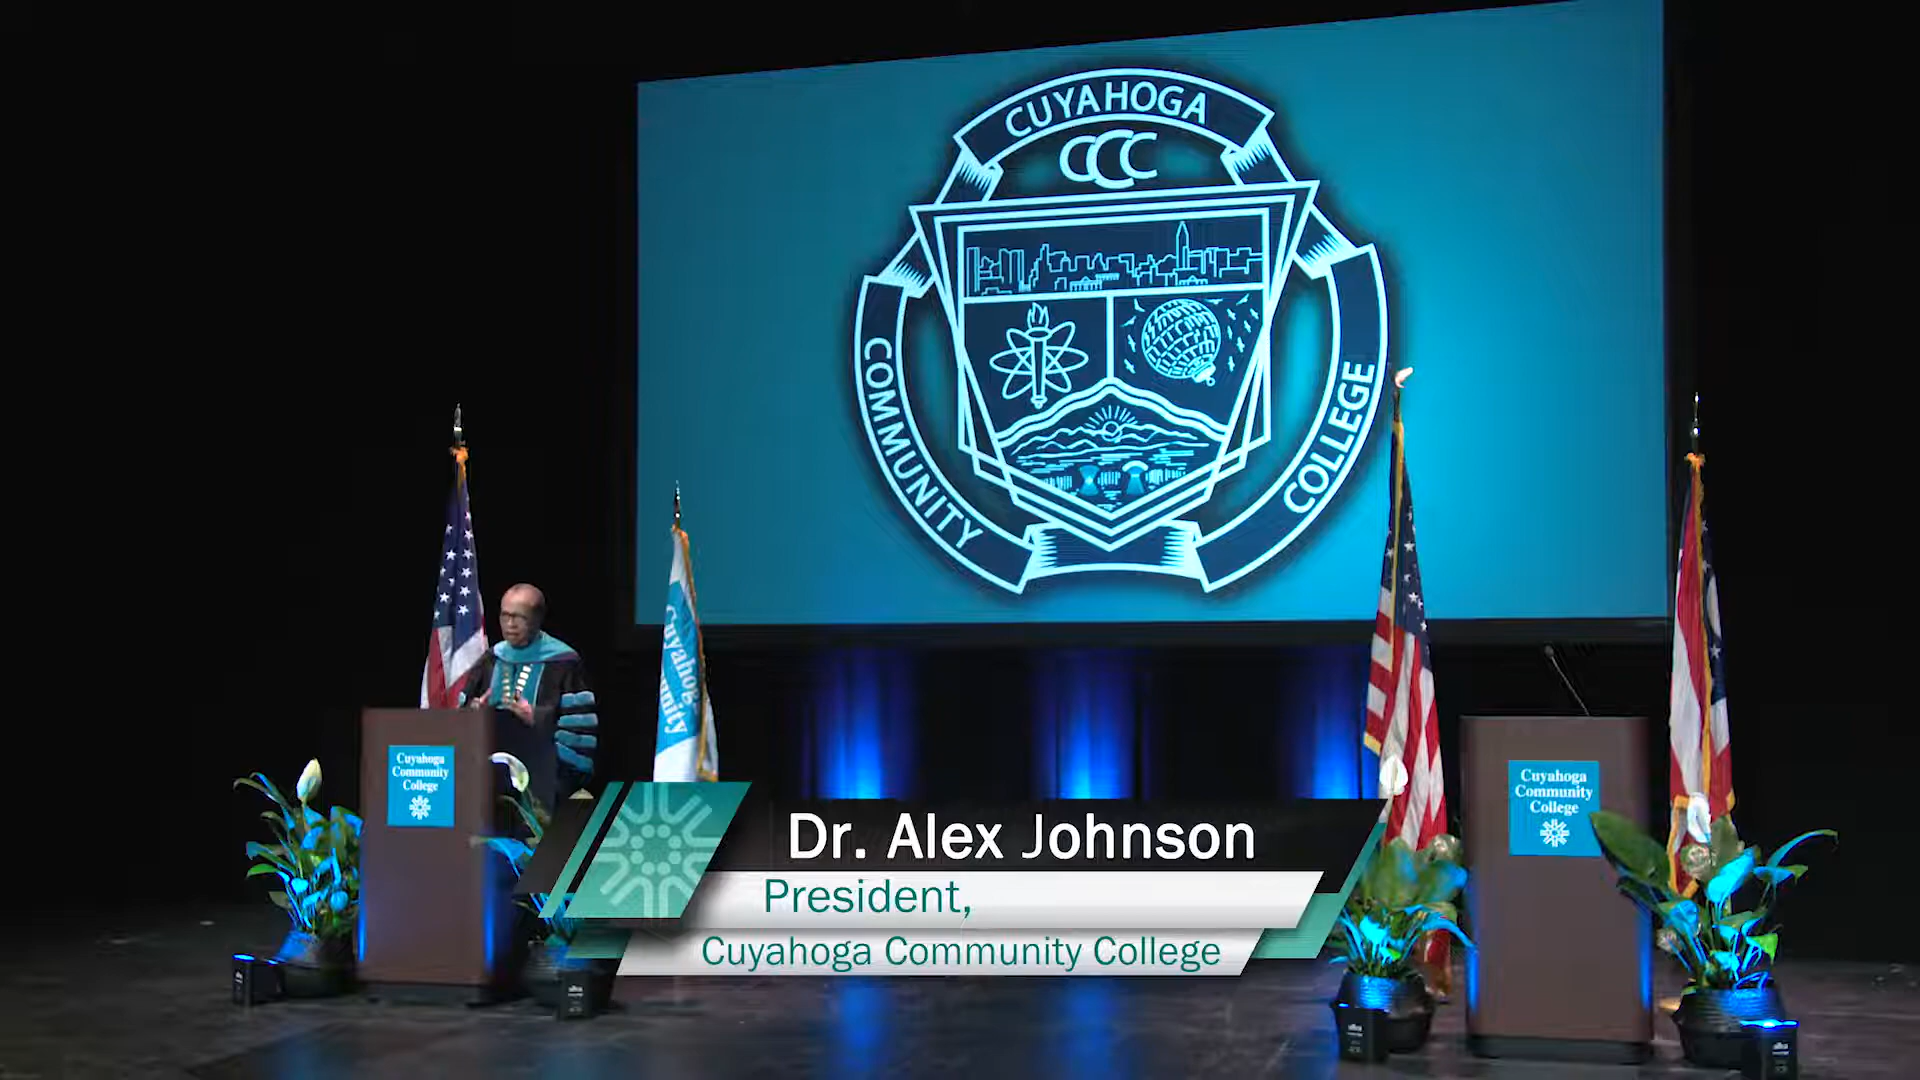 CUYAHOGA
CCC
COMMUNITY
COLLEGE
Cuyahoga
Community
College
Cuyahoga
Community
College
Dr. Alex Johnson
President,
Cuyahoga Community College